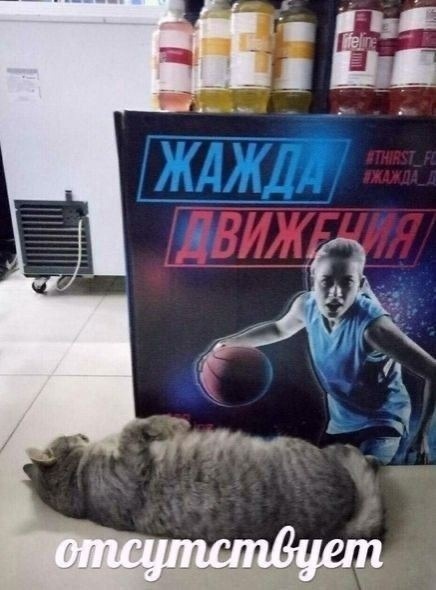 lifeline
ЖАЖДА
#THIRST_F
#ЖАЖДА_Д
ДВИЖЕНИЯ
отсутствует